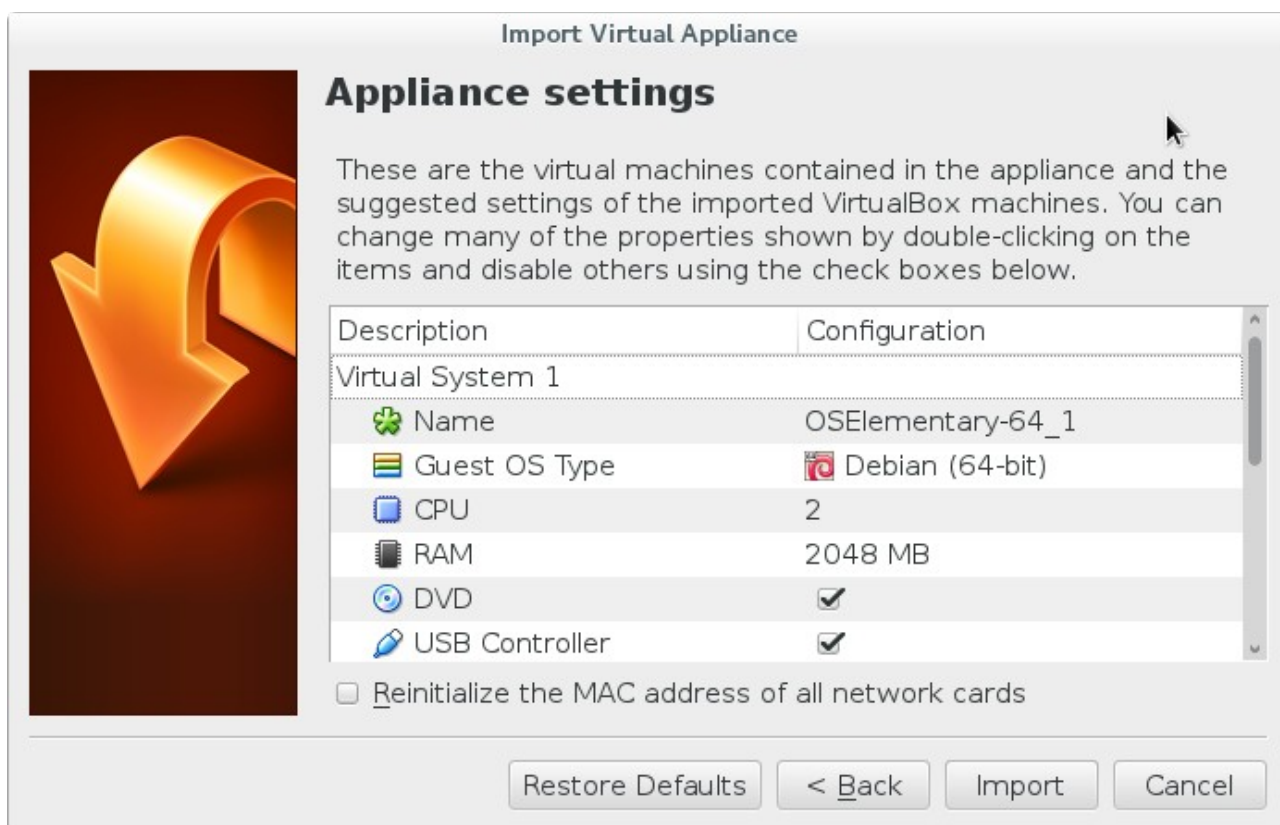 Import Virtual Appliance
Appliance settings
These are the virtual machines contained in the appliance and the
suggested settings of the imported VirtualBox machines. You can
change many of the properties shown by double-clicking on the
items and disable others using the check boxes below.
Description Configuration
Virtual System 1
Name OSElementary-64_1
Guest OS Type Debian (64-bit)
CPU 2
RAM 2048 MB
DVD
USB Controller
Reinitialize the MAC address of all network cards
Restore Defaults < Back Import Cancel